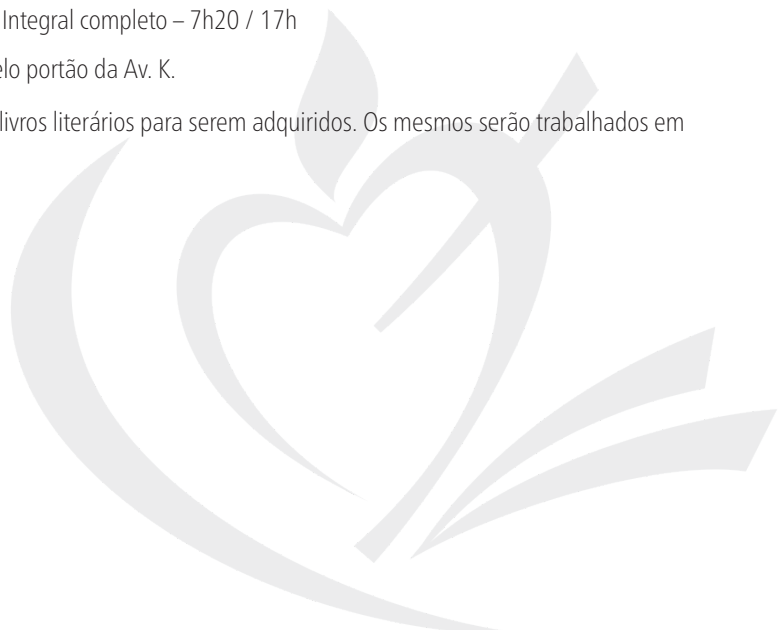 Integral completo – 7h20 / 17h
elo portão da Av. K.
livros literários para serem adquiridos. Os mesmos serão trabalhados em